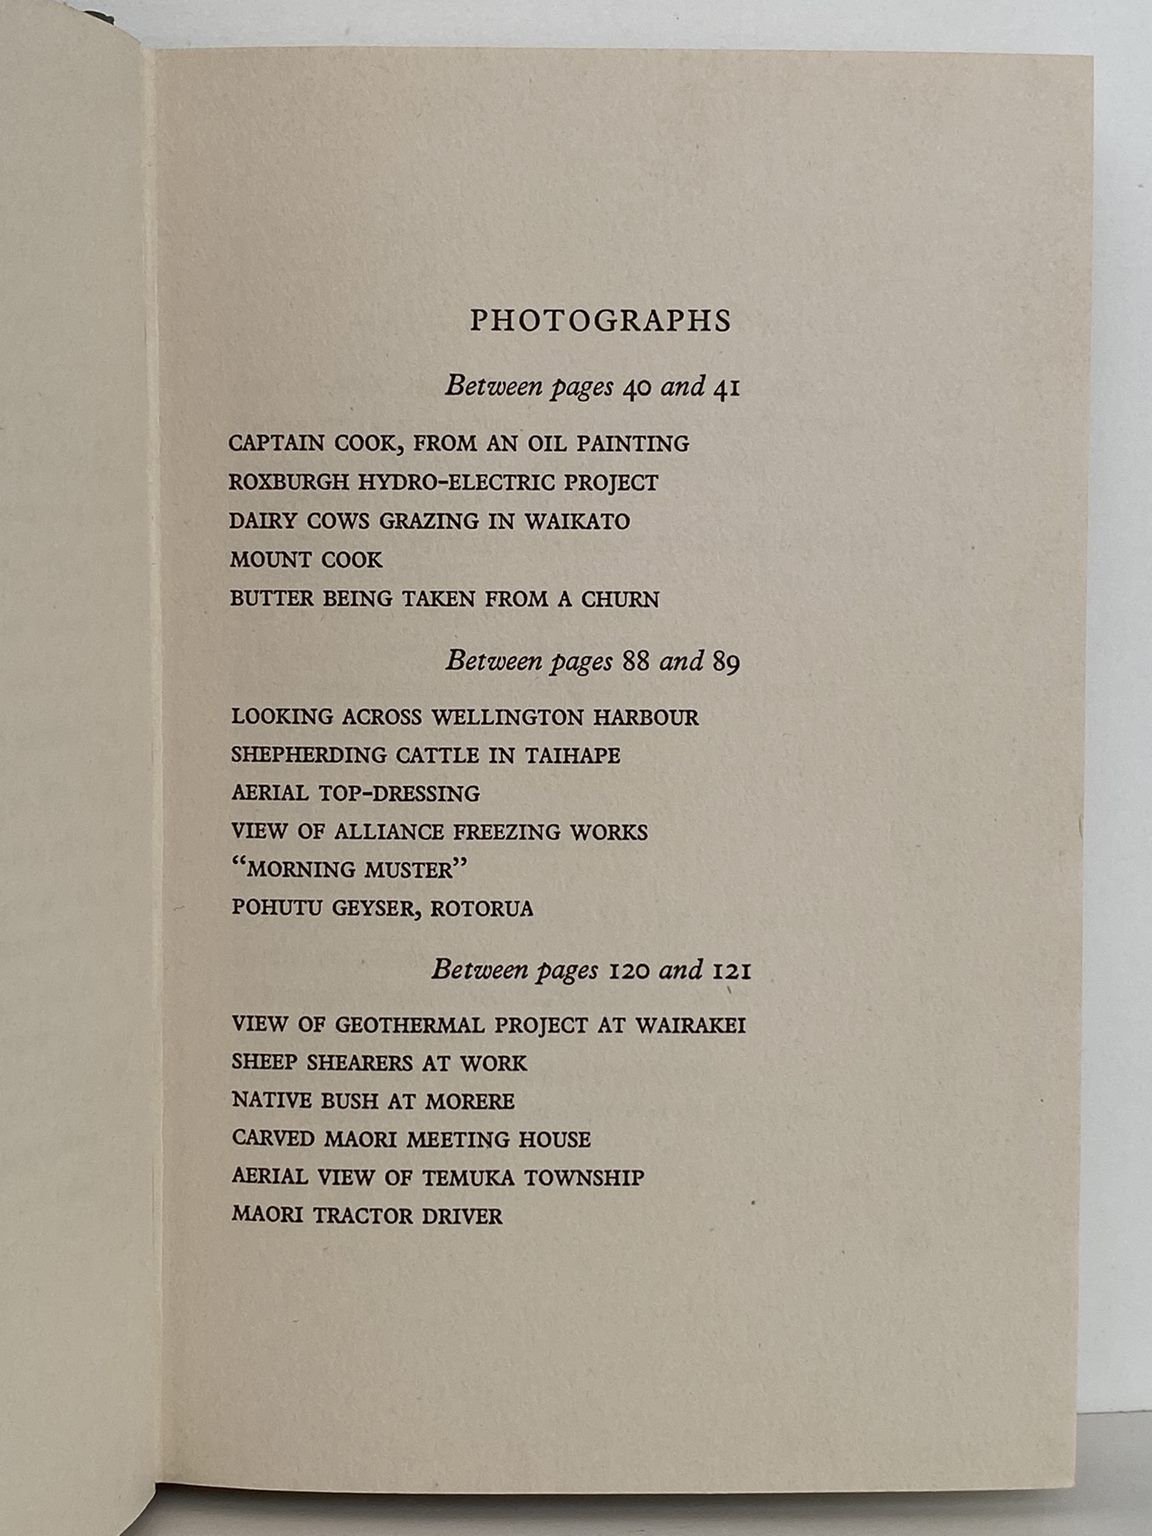 PHOTOGRAPHS
Between pages 40 and 41
CAPTAIN COOK, FROM AN OIL PAINTING
ROXBURGH HYDRO-ELECTRIC PROJECT
DAIRY COWS GRAZING IN WAIKATO
MOUNT COOK
BUTTER BEING TAKEN FROM A CHURN
Between pages 88 and 89
LOOKING ACROSS WELLINGTON HARBOUR
SHEPHERDING CATTLE IN TAIHAPE
AERIAL TOP-DRESSING
VIEW OF ALLIANCE FREEZING WORKS
“MORNING MUSTER”
POHUTU GEYSER, ROTORUA
Between pages 120 and 121
VIEW OF GEOTHERMAL PROJECT AT WAIRAKEI
SHEEP SHEARERS AT WORK
NATIVE BUSH AT MORERE
CARVED MAORI MEETING HOUSE
AERIAL VIEW OF TEMUKA TOWNSHIP
MAORI TRACTOR DRIVER